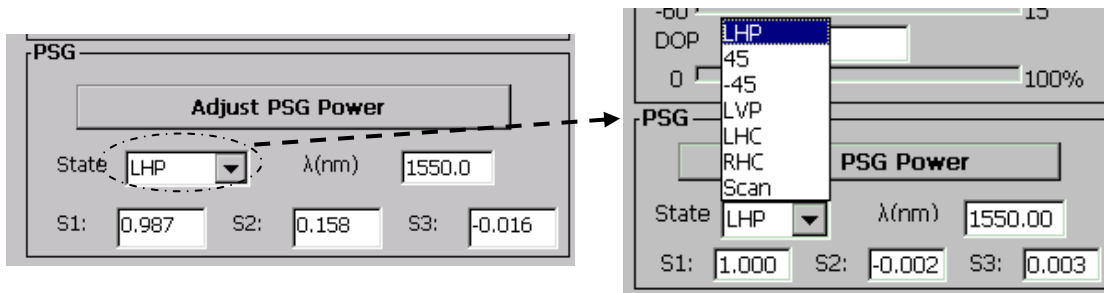 PSG
Adjust PSG Power
State LHP λ(nm) 1550.0
S1: 0.987 S2: 0.158 S3: -0.016
-60 15
DOP
0 100%
LHP
45
-45
LVP
LHC
RHC
Scan
PSG
PSG Power
State LHP λ(nm) 1550.00
S1: 1.000 S2: -0.002 S3: 0.003